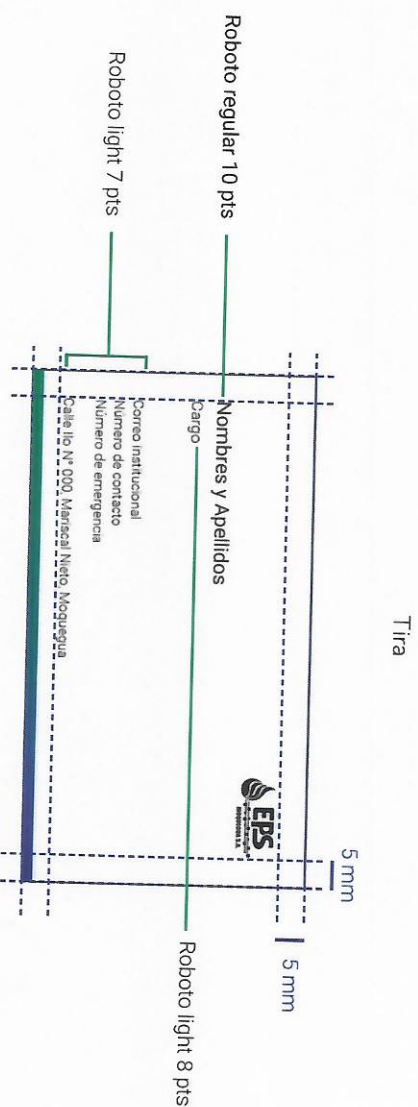 Tira
5 mm
5 mm
EPS
MOQUEGUA S.A.
Roboto regular 10 pts
Nombres y Apellidos
Cargo
Roboto light 8 pts
Roboto light 7 pts
Correo institucional
Número de contacto
Número de emergencia
Calle Ilo N° 000, Mariscal Nieto, Moquegua